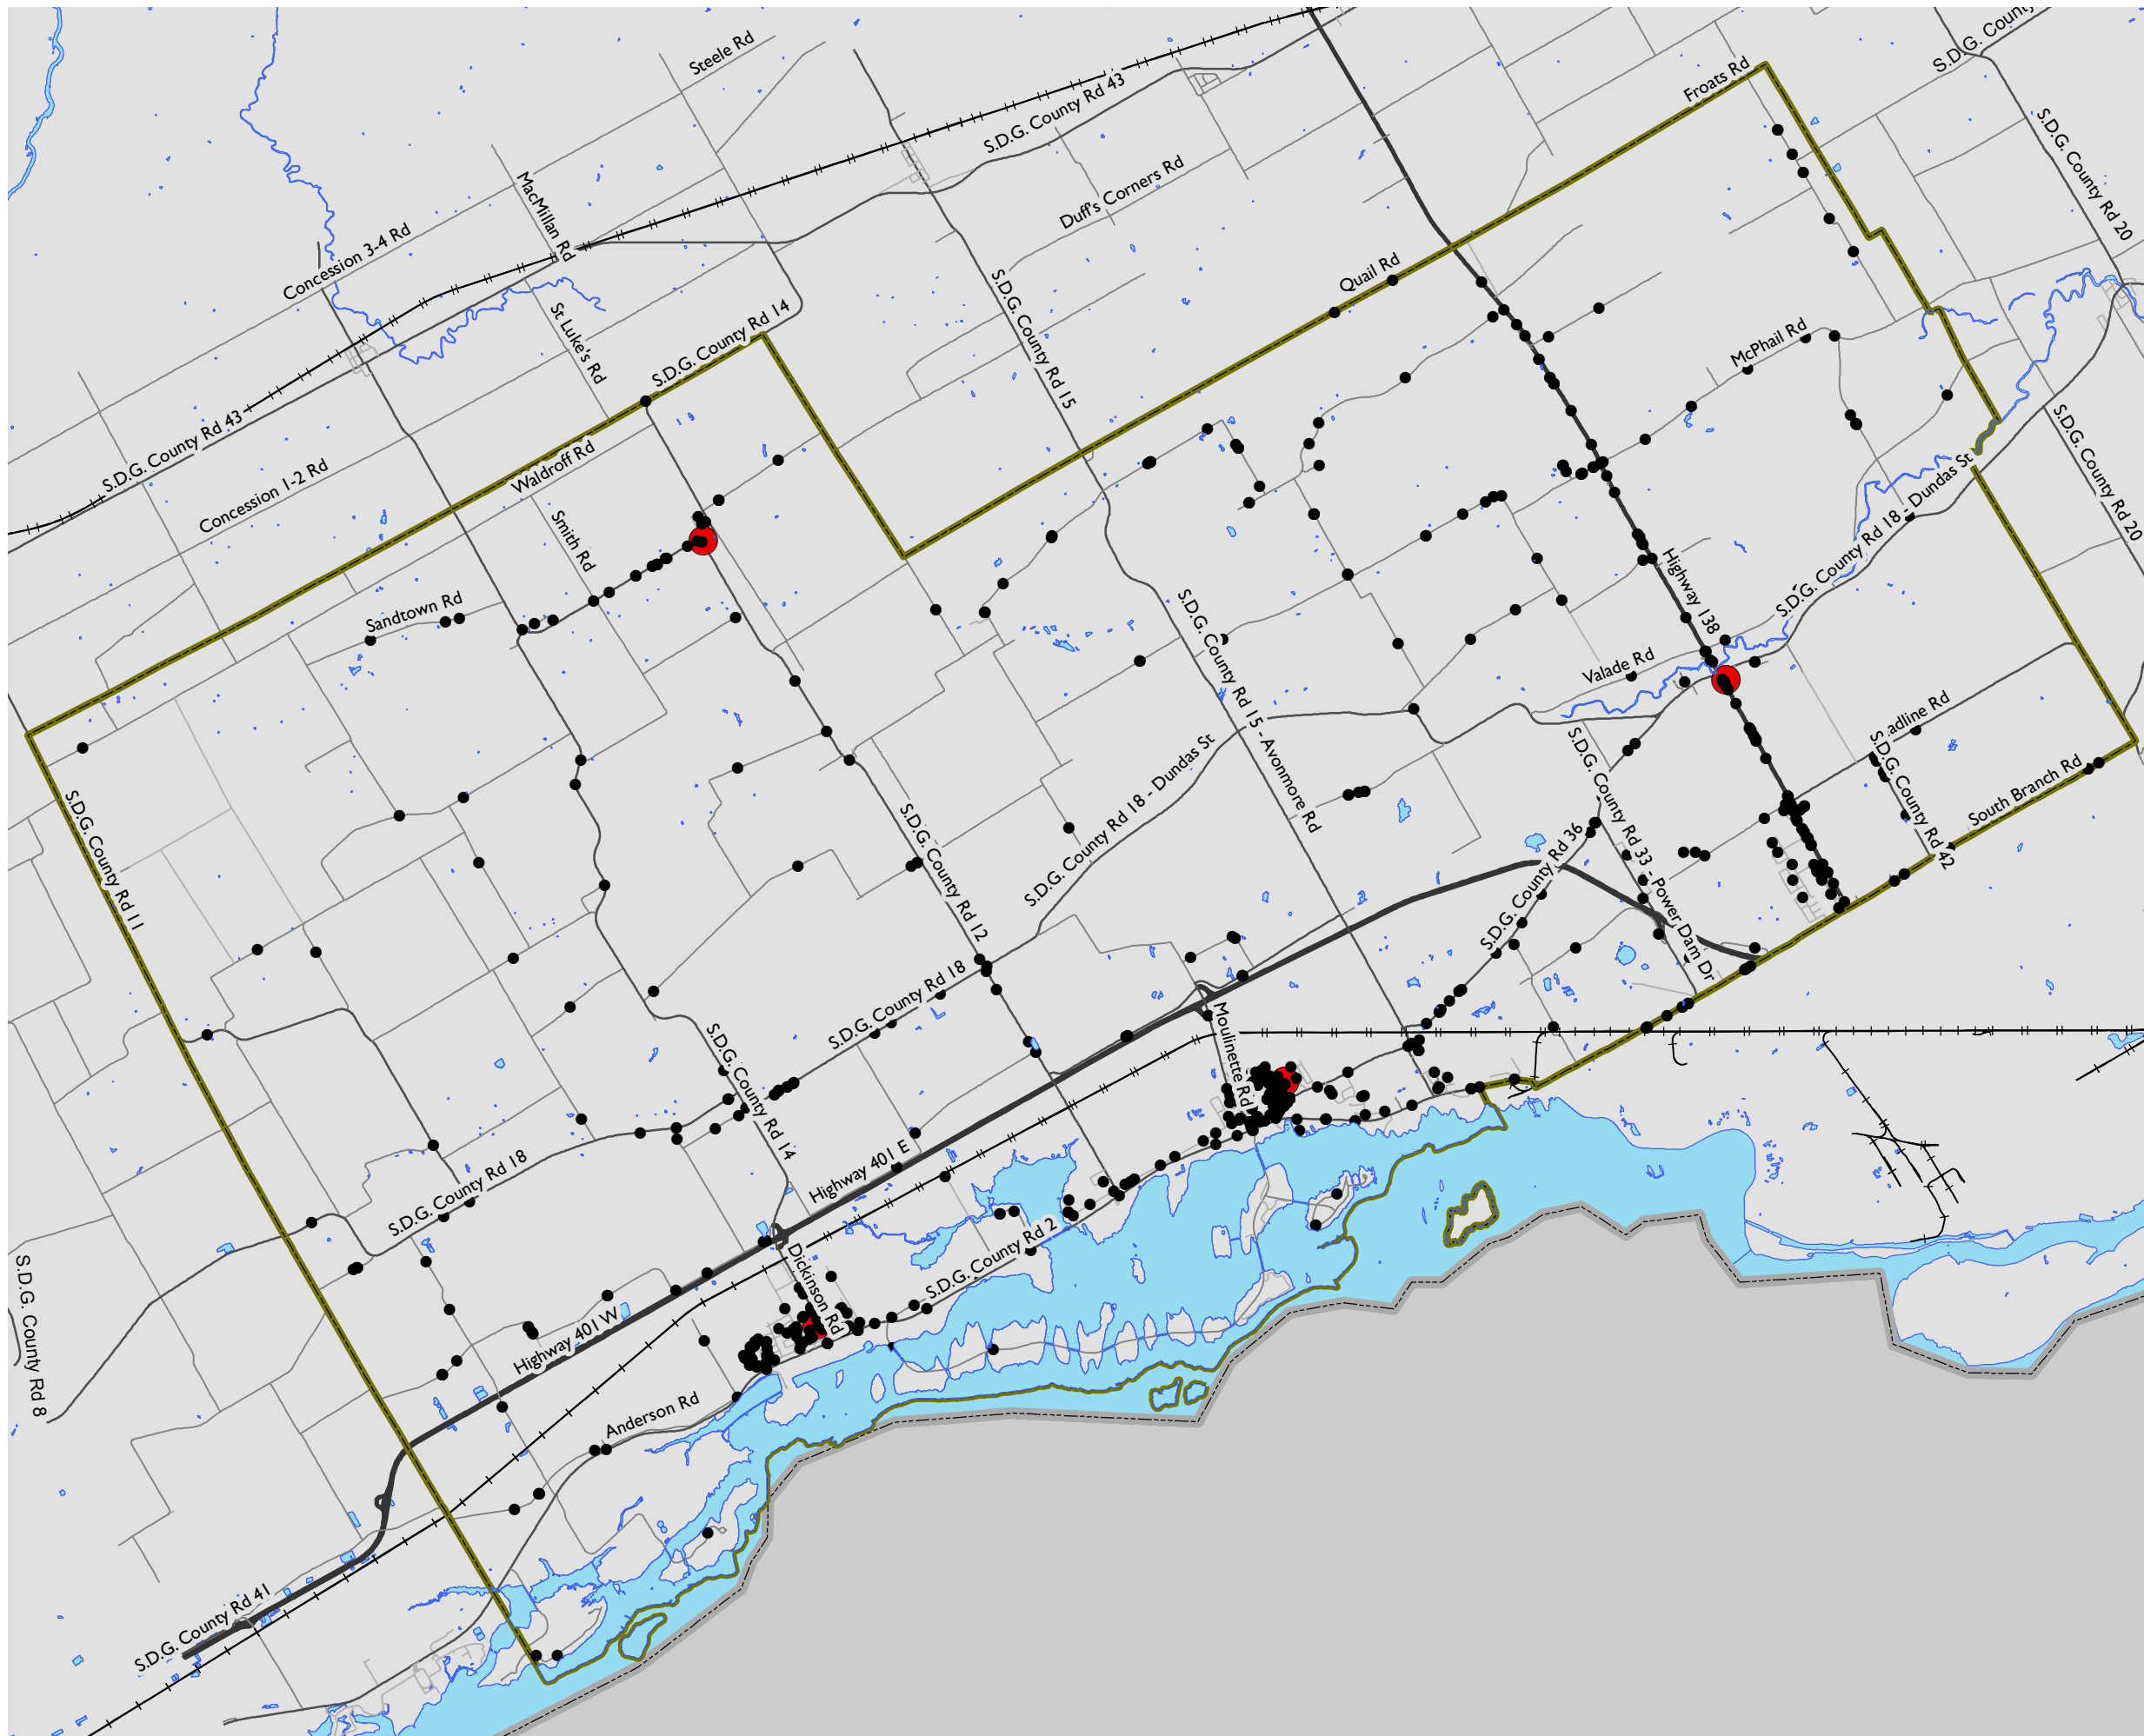 Steele Rd
S.D.G. County
Froats Rd
S.D.G. County Rd 43
S.D.G. County Rd 20
Duff's Corners Rd
MacMillan Rd
Concession 3-4 Rd
Quail Rd
S.D.G. County Rd 15
St Luke's Rd
S.D.G. County Rd 14
McPhail Rd
S.D.G. County Rd 43
Concession 1-2 Rd
Waldroff Rd
S.D.G. County Rd 20
Smith Rd
S.D.G. County Rd 18 - Dundas St
Highway 138
Sandtown Rd
S.D.G. County Rd 15 - Avonmore Rd
Valade Rd
adline Rd
S.D.G. County Rd 42
South Branch Rd
S.D.G. County Rd 33 - Power Dam Dr
S.D.G. County Rd 18 - Dundas St
S.D.G. County Rd 11
S.D.G. County Rd 12
S.D.G. County Rd 36
S.D.G. County Rd 18
Moulinette Rd
S.D.G. County Rd 14
Highway 401 E
S.D.G. County Rd 18
S.D.G. County Rd 2
Dickinson Rd
S.D.G. County Rd 8
Highway 401 W
Anderson Rd
S.D.G. County Rd 41